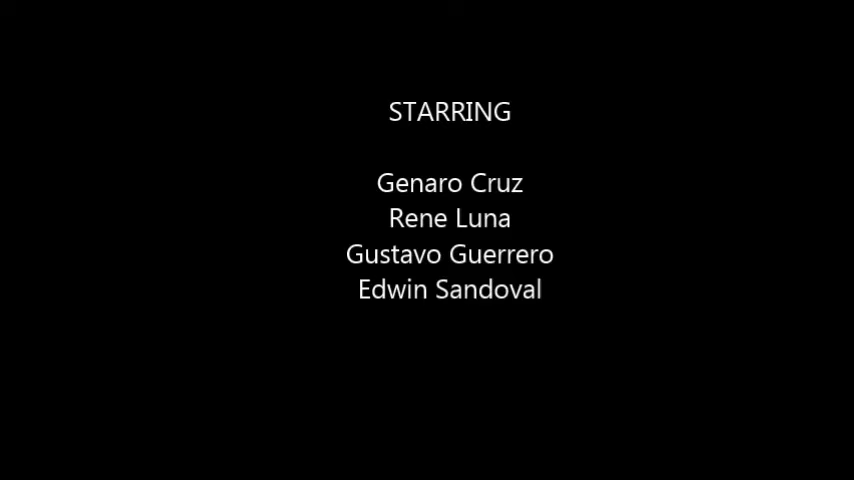 STARRING
Genaro Cruz
Rene Luna
Gustavo Guerrero
Edwin Sandoval